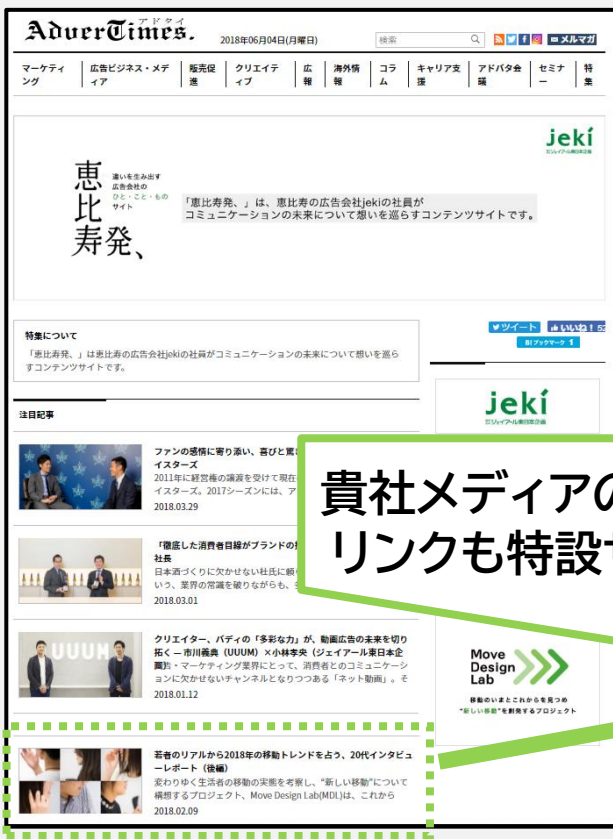 アドタイ
AdverTimes.
2018年06月04日(月曜日)
検索
メルマガ
マーケティング
広告ビジネス・メディア
販売促進
クリエイティブ
広報
海外情報
コラム
キャリア支援
アドバタ会議
セミナー
特集
jeki
恵比寿発、
違いを生み出す
広告会社の
ひと・こと・もの
サイト
「恵比寿発、」は、恵比寿の広告会社jekiの社員が
コミュニケーションの未来について想いを巡らすコンテンツサイトです。
特集について
「恵比寿発、」は恵比寿の広告会社jekiの社員がコミュニケーションの未来について想いを巡ら
すコンテンツサイトです。
ツイート
いいね! 52
B!ブックマーク 1
jeki
注目記事
ファンの感情に寄り添い、喜びと驚
イスターズ
2011年に経営権の譲渡を受けて現在
イスターズ。2017シーズンには、ア
2018.03.29
「徹底した消費者目線がブランドの
社長
日本酒づくりに欠かせない杜氏に頼
いう、業界の常識を破りながらも、
2018.03.01
貴社メディアの
リンクも特設
クリエイター、バディの「多彩な力」が、動画広告の未来を切り
拓く ― 市川義典（UUUM）×小林李央（ジェイアール東日本企
画）
・マーケティング業界にとって、消費者とのコミュニケーシ
ョンに欠かせないチャンネルとなりつつある「ネット動画」。そ
2018.01.12
UUUM
Move
Design
Lab
移動のいまとこれからを見つめ
"新しい移動"を創発するプロジェクト
若者のリアルから2018年の移動トレンドを占う、20代インタビュ
ーレポート（後編）
変わりゆく生活者の移動の実態を考察し、"新しい移動"について
構想するプロジェクト、Move Design Lab(MDL)は、これから
2018.02.09